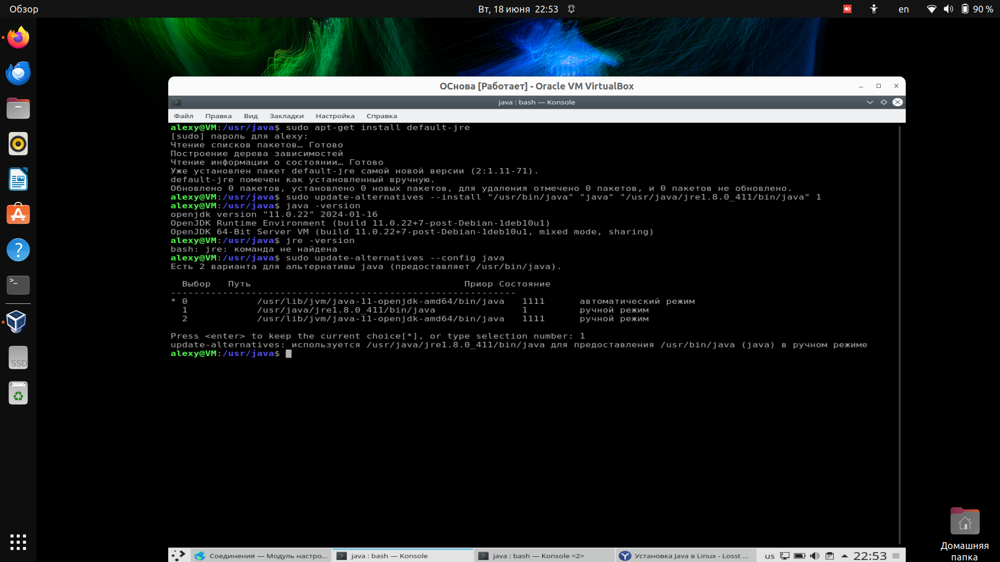 Обзор
Вт, 18 июня 22:53
en
90 %
ОСнова [Работает] - Oracle VM VirtualBox
java : bash — Konsole
Файл Правка Вид Закладки Настройка Справка
alexy@VM:/usr/java$ sudo apt-get install default-jre
[sudo] пароль для alexy:
Чтение списков пакетов… Готово
Построение дерева зависимостей
Чтение информации о состоянии… Готово
Уже установлен пакет default-jre самой новой версии (2:1.11-71).
default-jre помечен как установленный вручную.
Обновлено 0 пакетов, установлено 0 новых пакетов, для удаления отмечено 0 пакетов, и 0 пакетов не обновлено.
alexy@VM:/usr/java$ sudo update-alternatives --install "/usr/bin/java" "java" "/usr/java/jre1.8.0_411/bin/java" 1
alexy@VM:/usr/java$ java -version
openjdk version "11.0.22" 2024-01-16
OpenJDK Runtime Environment (build 11.0.22+7-post-Debian-1deb10u1)
OpenJDK 64-Bit Server VM (build 11.0.22+7-post-Debian-1deb10u1, mixed mode, sharing)
alexy@VM:/usr/java$ jre -version
bash: jre: команда не найдена
alexy@VM:/usr/java$ sudo update-alternatives --config java
Есть 2 варианта для альтернативы java (предоставляет /usr/bin/java).
Выбор Путь Приор Состояние
------------------------------------------------------------
* 0 /usr/lib/jvm/java-11-openjdk-amd64/bin/java 1111 автоматический режим
1 /usr/java/jre1.8.0_411/bin/java 1 ручной режим
2 /usr/lib/jvm/java-11-openjdk-amd64/bin/java 1111 ручной режим
Press <enter> to keep the current choice[*], or type selection number: 1
update-alternatives: используется /usr/java/jre1.8.0_411/bin/java для предоставления /usr/bin/java (java) в ручном режиме
alexy@VM:/usr/java$
SSD
Домашняя
папка
Соединения — Модуль настро...
java : bash — Konsole
java : bash — Konsole <2>
Установка Java в Linux - Losst ...
us
22:53